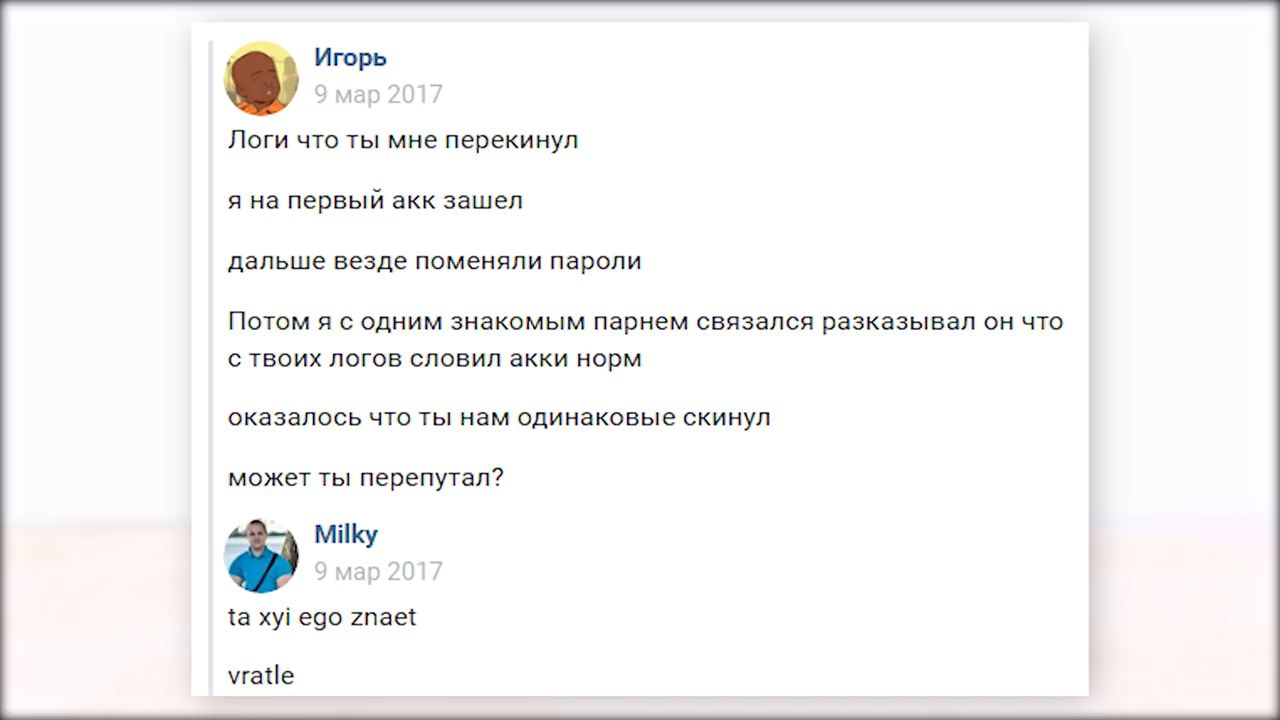 Игорь
9 мар 2017
Логи что ты мне перекинул
я на первый акк зашел
дальше везде поменяли пароли
Потом я с одним знакомым парнем связался разказывал он что
с твоих логов словил акки норм
оказалось что ты нам одинаковые скинул
может ты перепутал?
Milky
9 мар 2017
ta xyi ego znaet
vratle